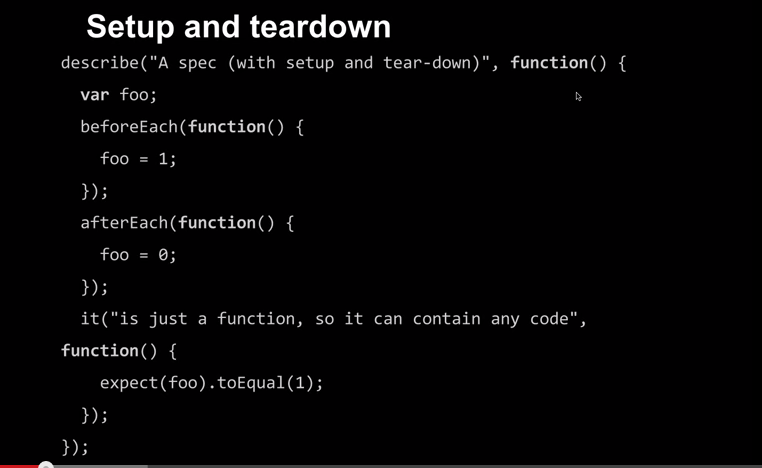 Setup and teardown
describe("A spec (with setup and tear-down)", function() {
  var foo;
  beforeEach(function() {
    foo = 1;
  });
  afterEach(function() {
    foo = 0;
  });
  it("is just a function, so it can contain any code",
function() {
    expect(foo).toEqual(1);
  });
});